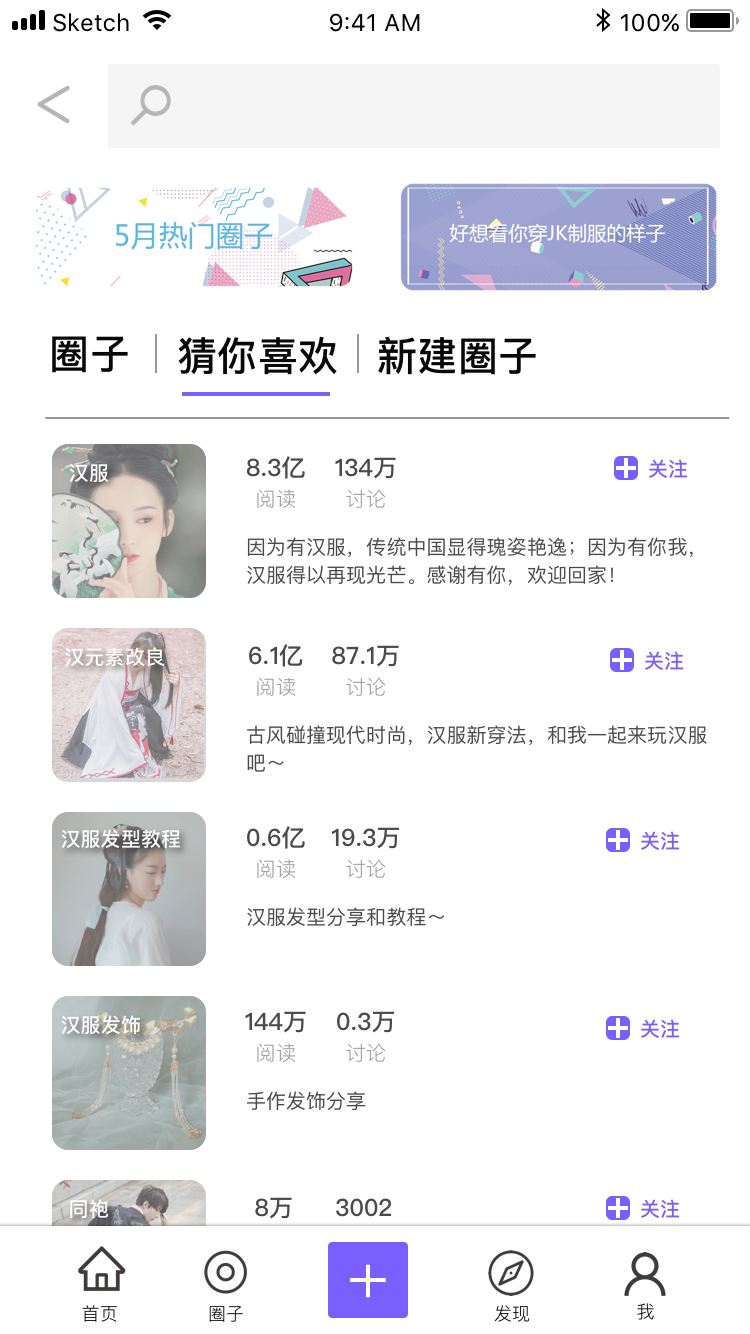 Sketch 9:41 AM 100%
5月热门圈子
好想看你穿JK制服的样子
圈子 猜你喜欢 新建圈子
汉服
8.3亿 134万 关注
阅读 讨论
因为有汉服，传统中国显得瑰姿艳逸；因为有你我，
汉服得以再现光芒。感谢有你，欢迎回家！
汉元素改良
6.1亿 87.1万 关注
阅读 讨论
古风碰撞现代时尚，汉服新穿法，和我一起来玩汉服
吧～
汉服发型教程
0.6亿 19.3万 关注
阅读 讨论
汉服发型分享和教程～
汉服发饰
144万 0.3万 关注
阅读 讨论
手作发饰分享
同袍
8万 3002 关注
首页 圈子 发现 我